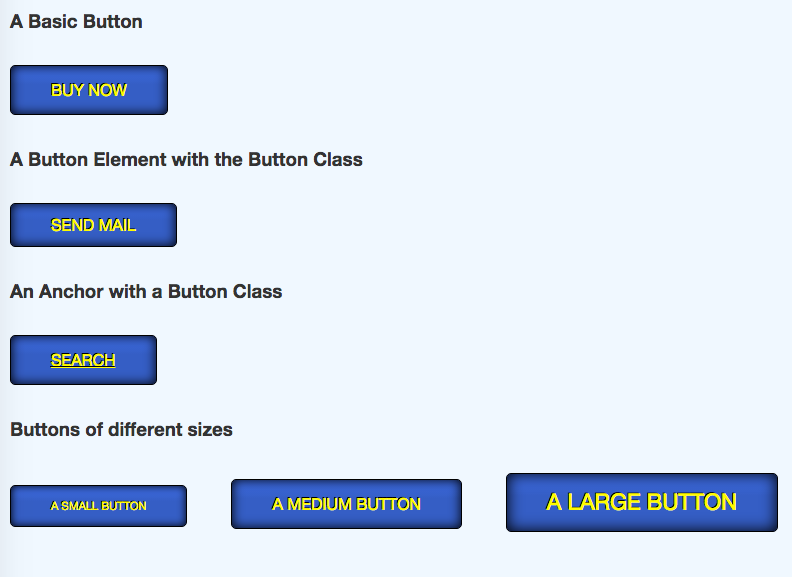 A Basic Button
BUY NOW
A Button Element with the Button Class
SEND MAIL
An Anchor with a Button Class
SEARCH
Buttons of different sizes
A SMALL BUTTON
A MEDIUM BUTTON
A LARGE BUTTON